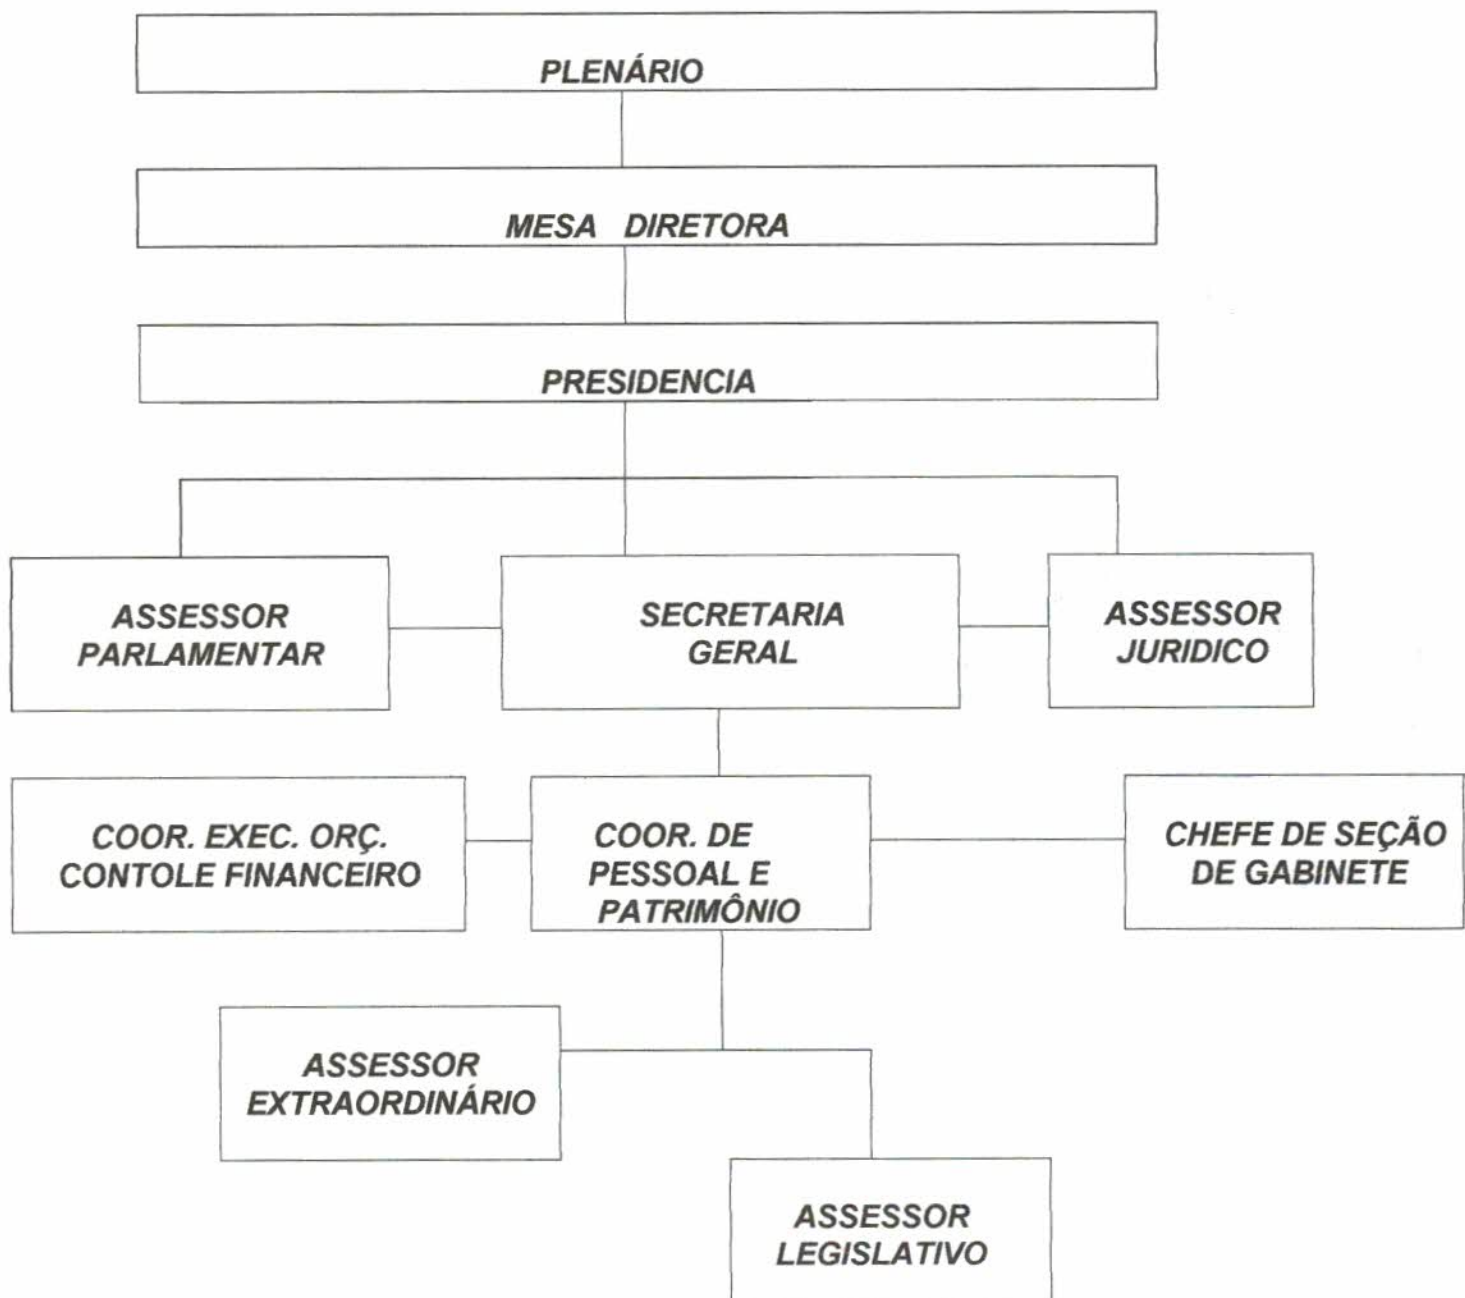 PLENÁRIO
MESA DIRETORA
PRESIDENCIA
ASSESSOR
PARLAMENTAR
SECRETARIA
GERAL
ASSESSOR
JURIDICO
COOR. EXEC. ORÇ.
CONTOLE FINANCEIRO
COOR. DE
PESSOAL E
PATRIMÔNIO
CHEFE DE SEÇÃO
DE GABINETE
ASSESSOR
EXTRAORDINÁRIO
ASSESSOR
LEGISLATIVO